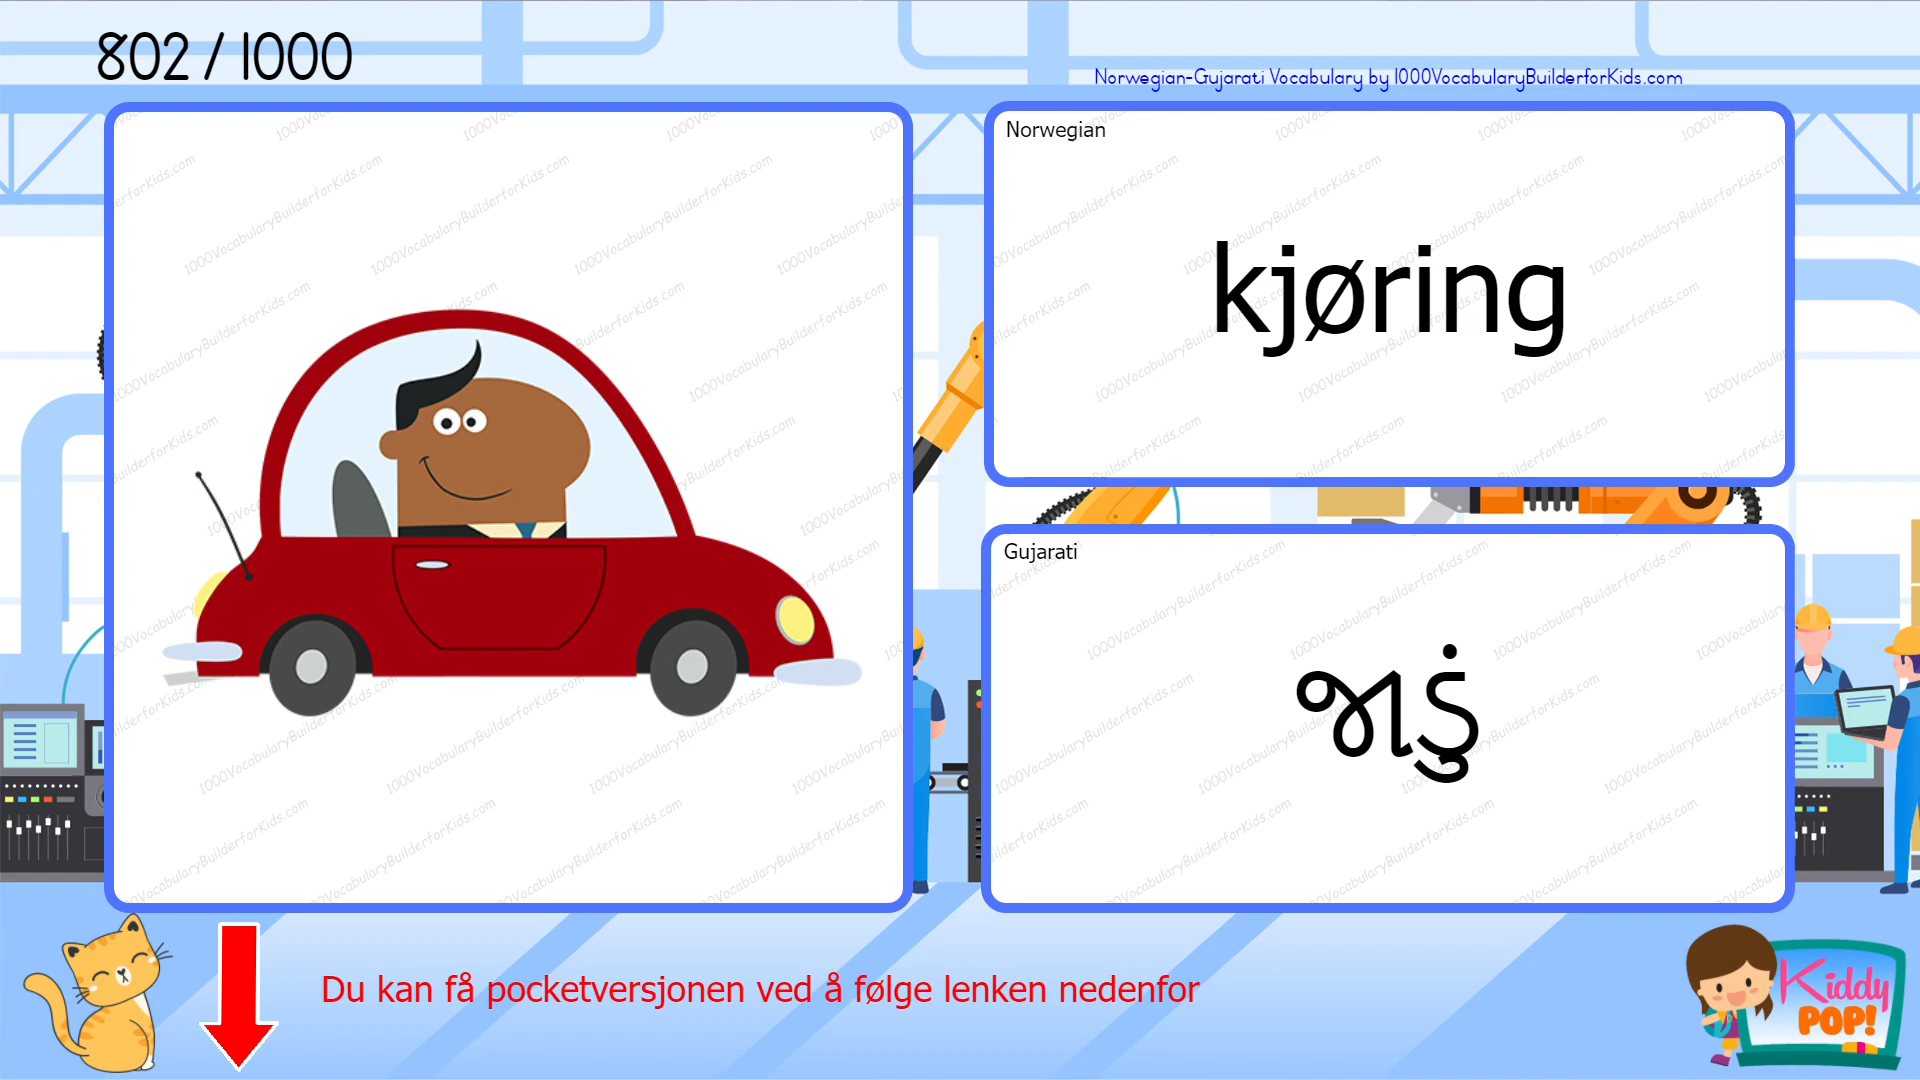 802 / 1000
Norwegian-Gujarati Vocabulary by 1000VocabularyBuilderforKids.com
Norwegian
kjøring
Gujarati
જાડું
Du kan få pocketversjonen ved å følge lenken nedenfor
Kiddy
POP!